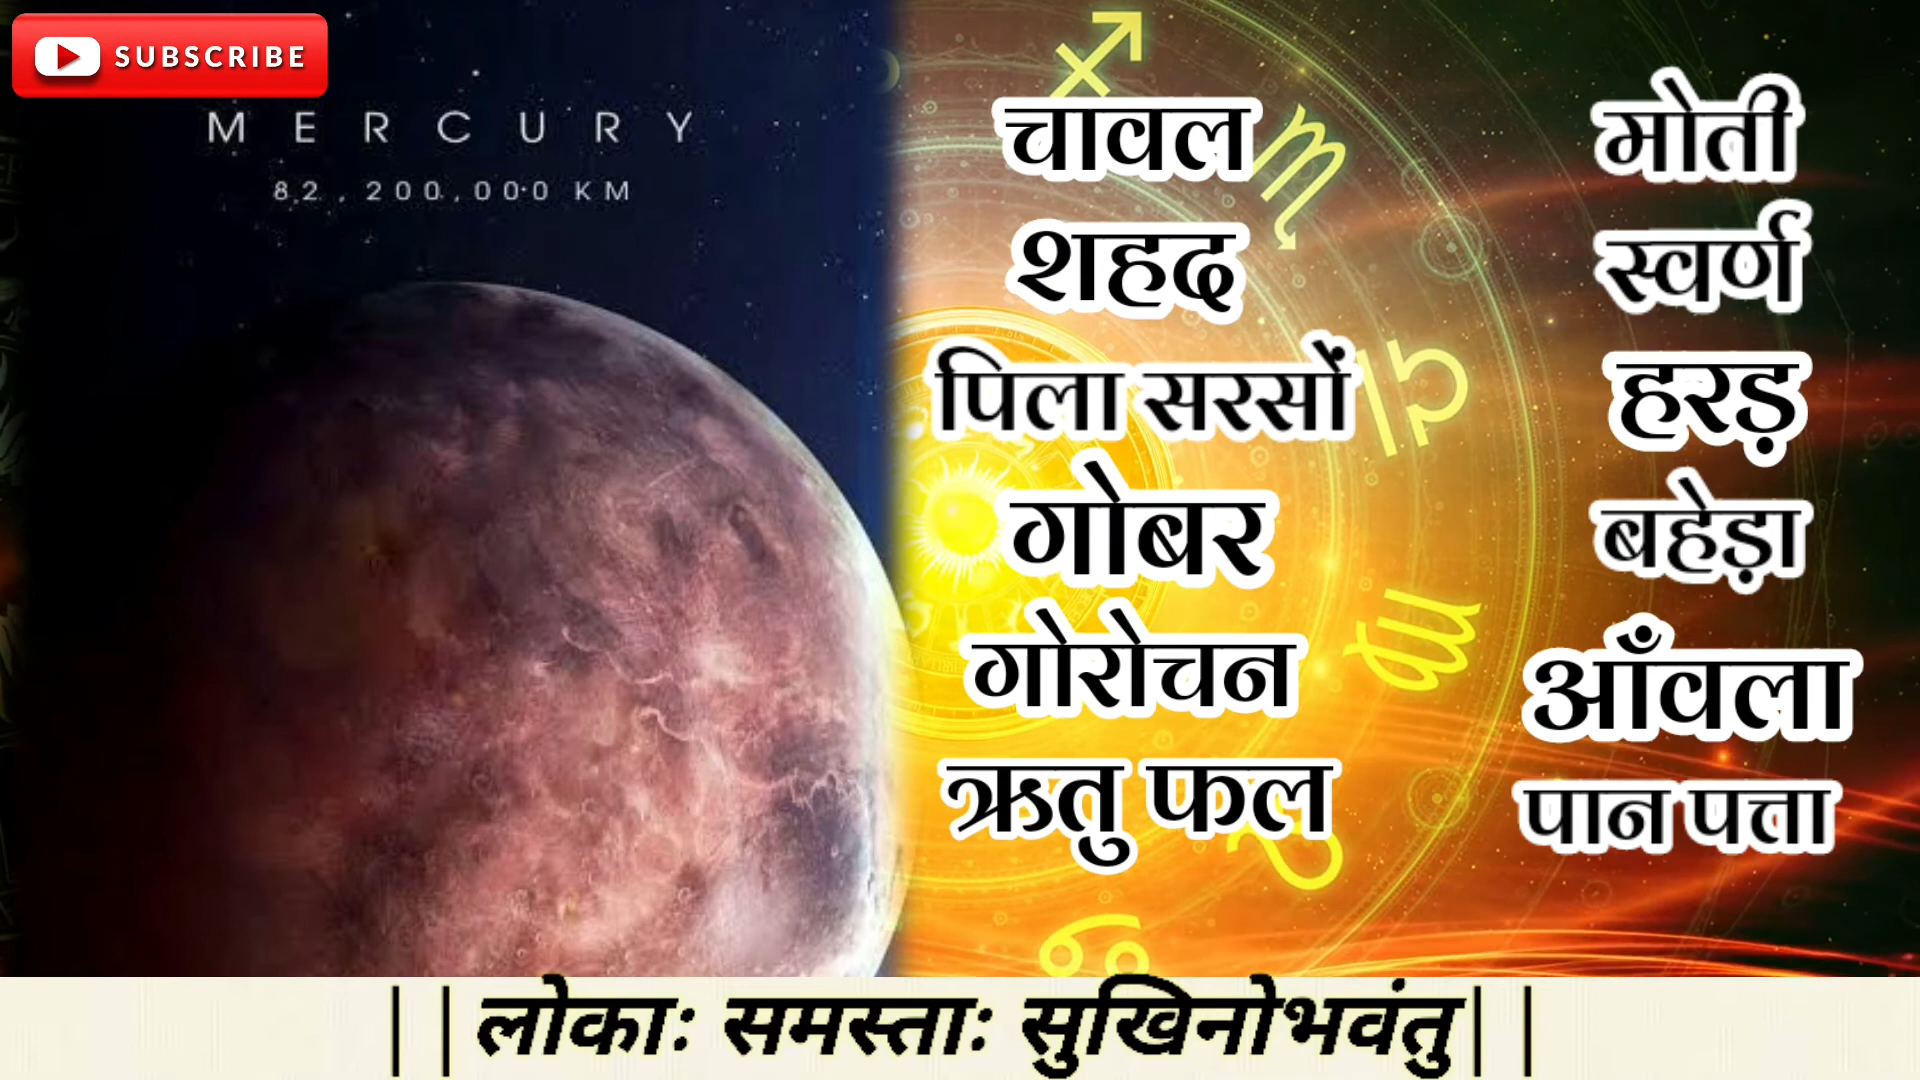 SUBSCRIBE
MERCURY
82,200,000 KM
चावल
शहद
पिला सरसों
गोबर
गोरोचन
ऋतु फल
मोती
स्वर्ण
हरड़
बहेड़ा
आँवला
पान पत्ता
||लोकाः समस्ताः सुखिनोभवंतु||